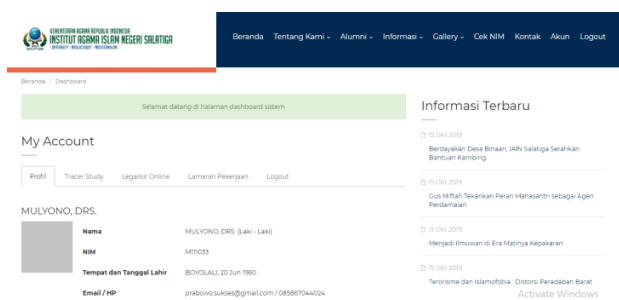 KEMENTERIAN AGAMA REPUBLIK INDONESIA
INSTITUT AGAMA ISLAM NEGERI SALATIGA
Beranda Tentang Kami Alumni Informasi Gallery Cek NIM Kontak Akun Logout
Beranda / Dashboard
Selamat datang di halaman dashboard sistem
My Account
Profil Tracer Study Legalisir Online Lamaran Pekerjaan Logout
MULYONO, DRS.
Nama MULYONO, DRS. (Laki - Laki)
NIM M111033
Tempat dan Tanggal Lahir BOYOLALI, 20 Jun 1960
Email / HP prabowo.sukses@gmail.com / 085867044024
Informasi Terbaru
15 Okt 2019
Berdayakan Desa Binaan, IAIN Salatiga Serahkan
Bantuan Kambing
15 Okt 2019
Gus Miftah Tekankan Peran Mahasantri sebagai Agen
Perdamaian
15 Okt 2019
Menjadi Ilmuwan di Era Matinya Kepakaran
15 Okt 2019
Terorisme dan Islamofobia : Distorsi Peradaban Barat
Activate Windows